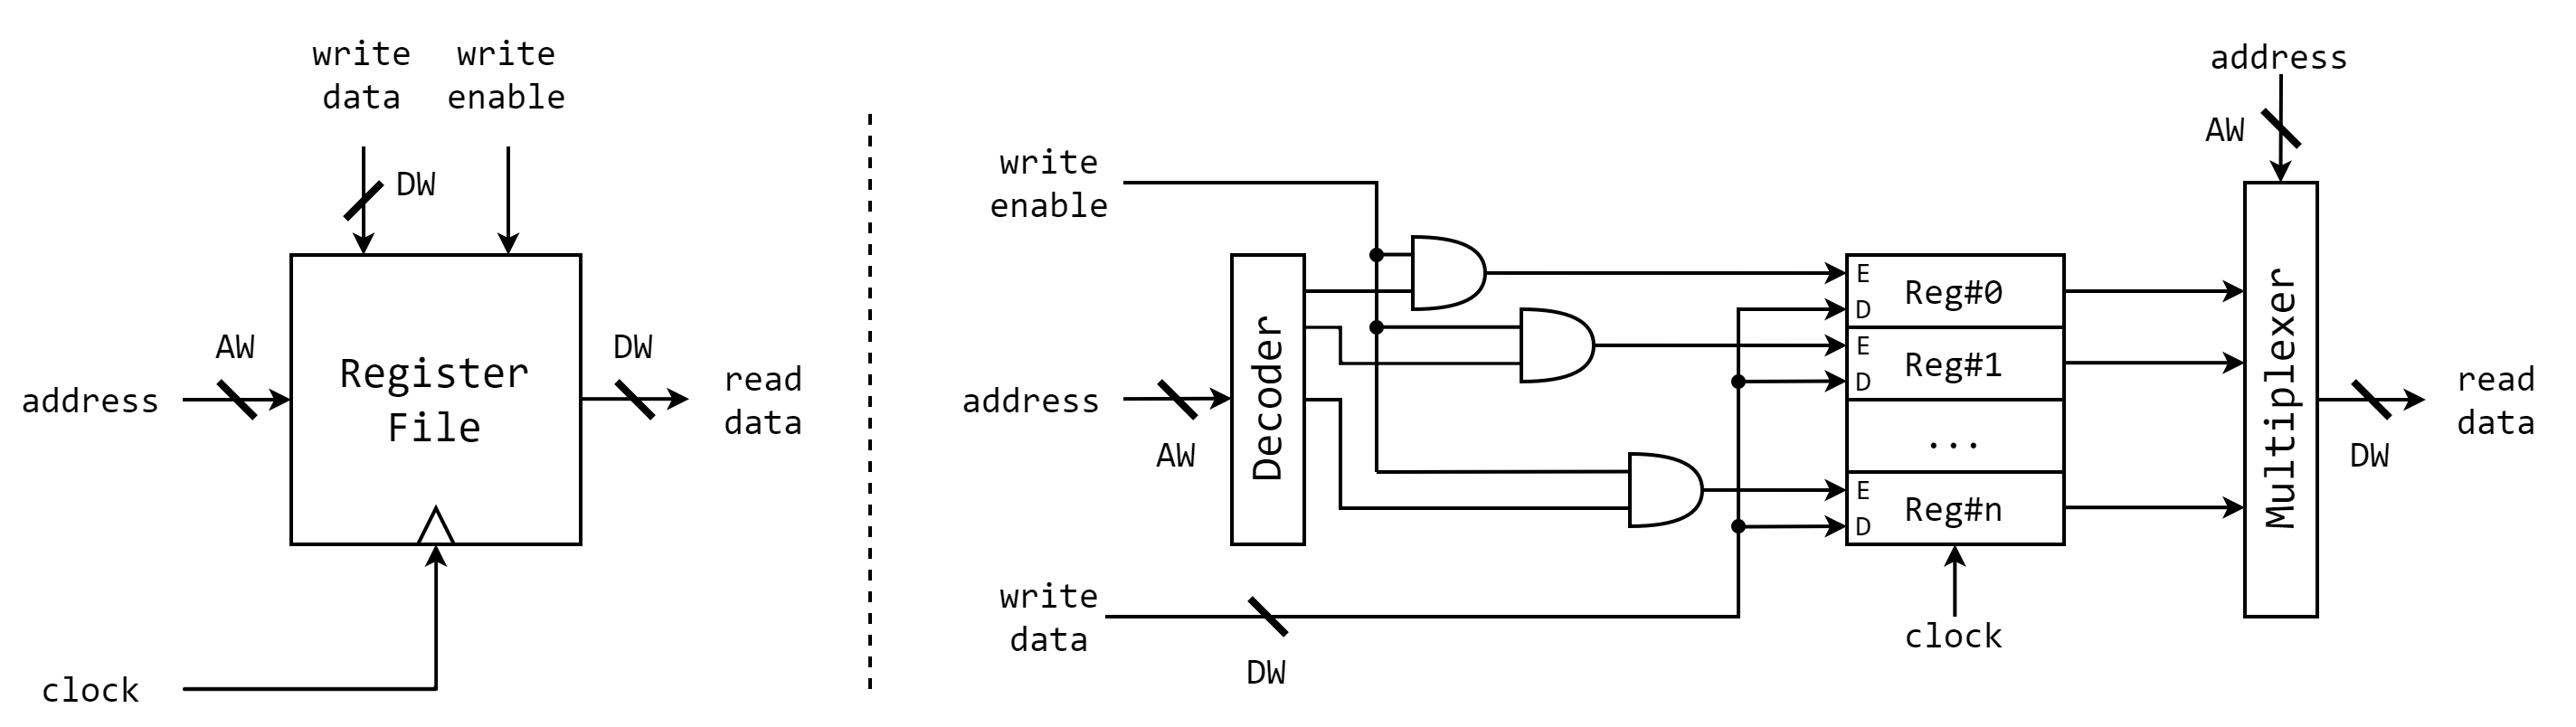 write
data
write
enable
DW
AW
address
Register
File
DW
read
data
clock
write
enable
address
AW
Decoder
write
data
DW
E
D
Reg#0
E
D
Reg#1
...
E
D
Reg#n
clock
address
AW
Multiplexer
DW
read
data